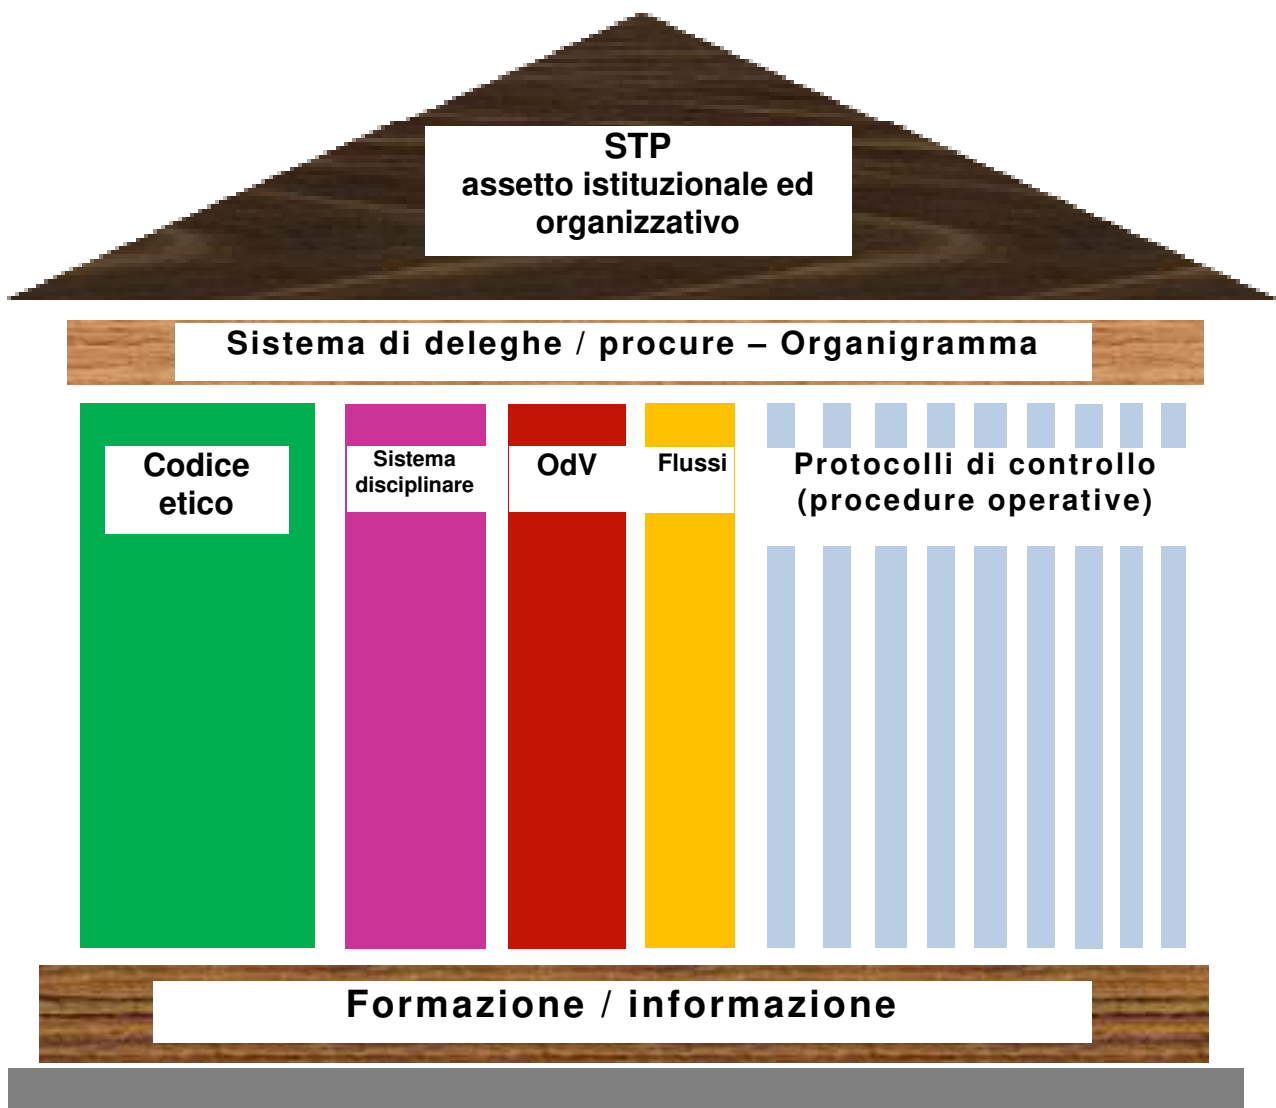 STP
assetto istituzionale ed
organizzativo
Sistema di deleghe / procure – Organigramma
Codice
etico
Sistema
disciplinare
OdV
Flussi
Protocolli di controllo
(procedure operative)
Formazione / informazione